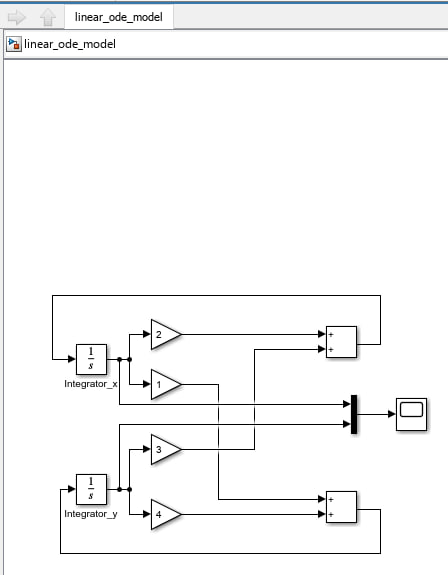 linear_ode_model
linear_ode_model
2
+
+
1
s
Integrator_x
1
3
1
s
Integrator_y
+
+
4